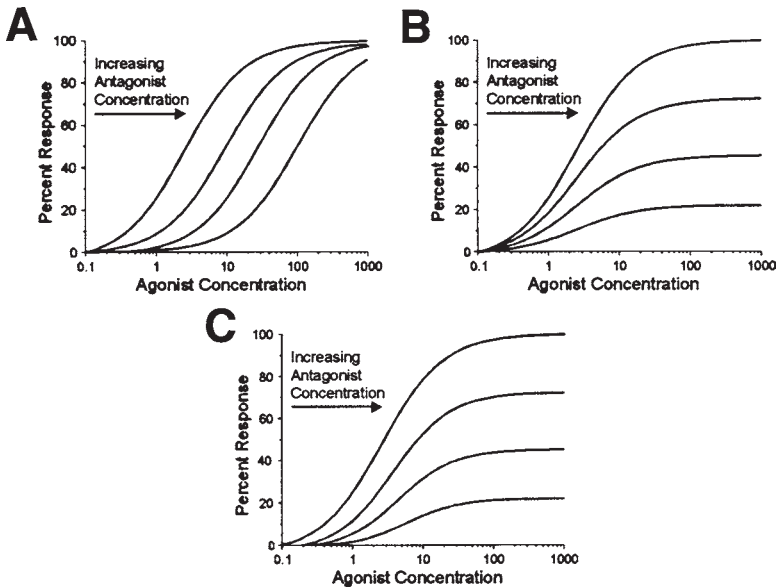 A
100
80
60
40
20
0
Percent Response
Increasing
Antagonist
Concentration
0.1 1 10 100 1000
Agonist Concentration
B
100
80
60
40
20
0
Percent Response
Increasing
Antagonist
Concentration
0.1 1 10 100 1000
Agonist Concentration
C
100
80
60
40
20
0
Percent Response
Increasing
Antagonist
Concentration
0.1 1 10 100 1000
Agonist Concentration